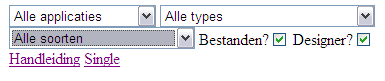 Alle applicaties Alle types
Alle soorten Bestanden? Designer?
Handleiding Single